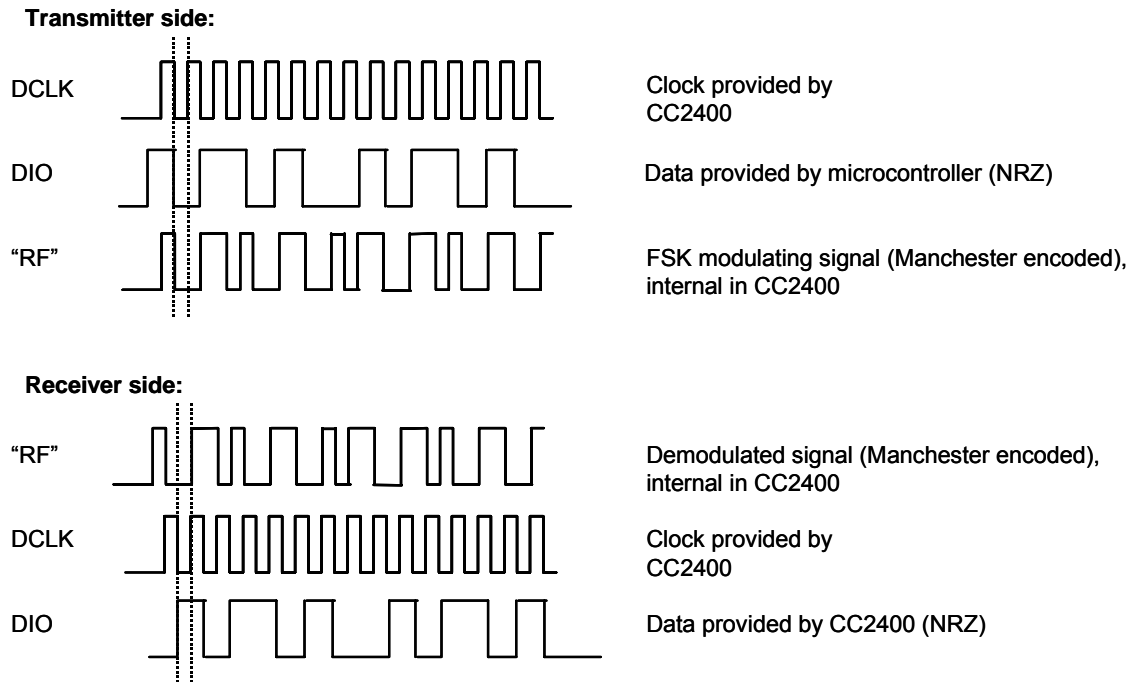 Transmitter side:
DCLK
Clock provided by
CC2400
DIO
Data provided by microcontroller (NRZ)
“RF”
FSK modulating signal (Manchester encoded),
internal in CC2400
Receiver side:
“RF”
Demodulated signal (Manchester encoded),
internal in CC2400
DCLK
Clock provided by
CC2400
DIO
Data provided by CC2400 (NRZ)